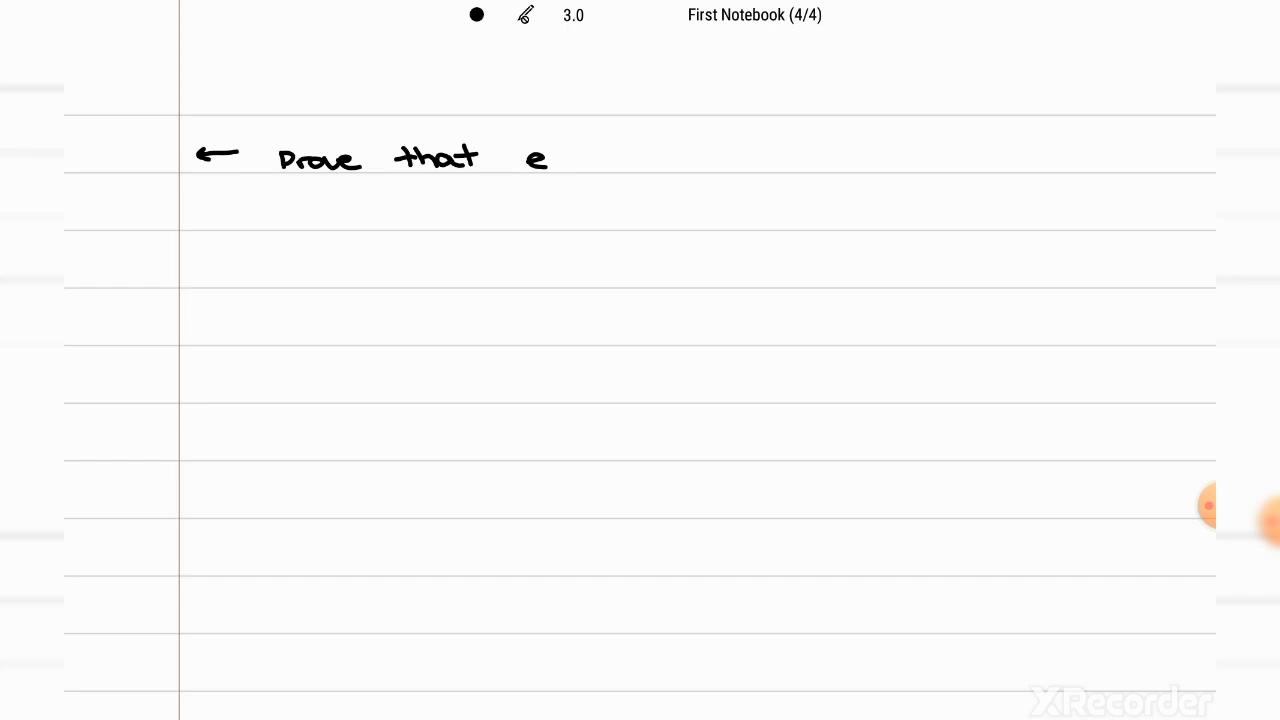 3.0 First Notebook (4/4)
← Prove that e
XRecorder